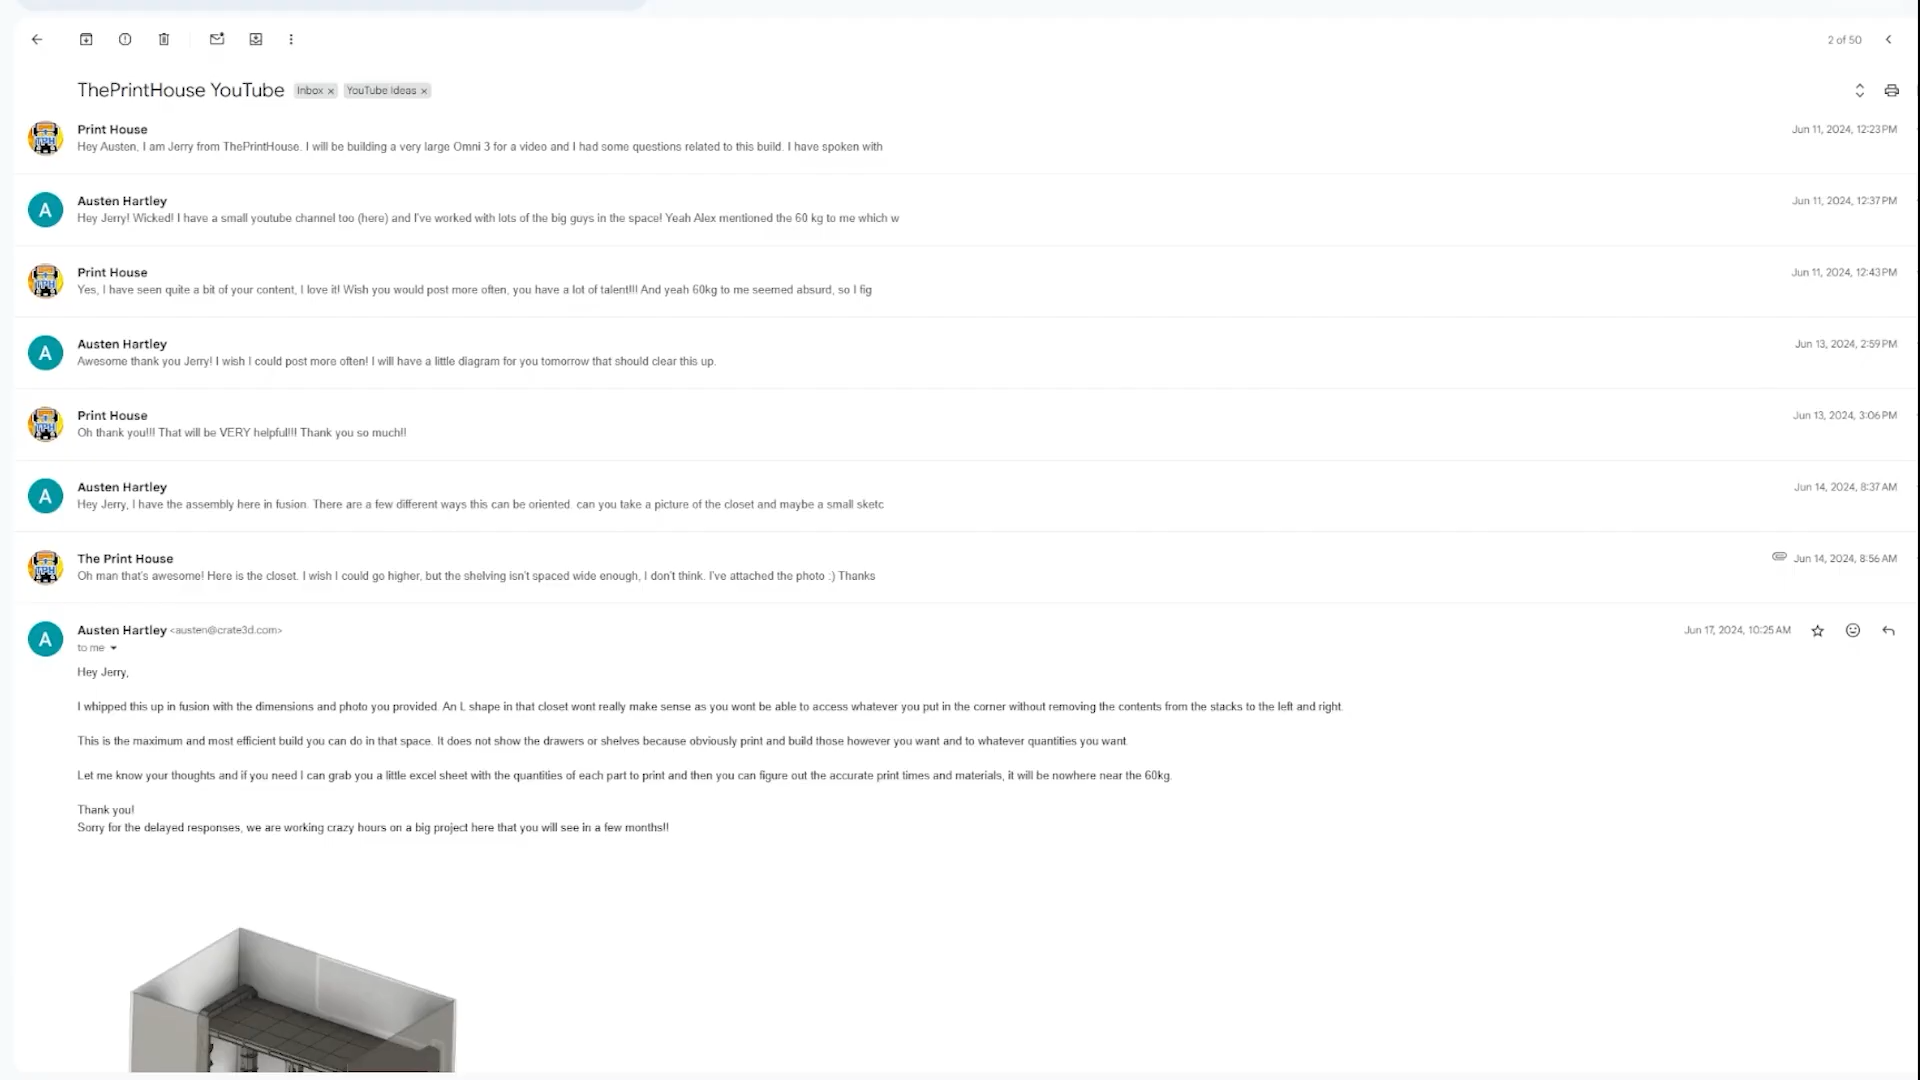 2 of 50
ThePrintHouse YouTube Inbox × YouTube Ideas ×
Print House Jun 11, 2024, 12:23 PM
Hey Austen, I am Jerry from ThePrintHouse. I will be building a very large Omni 3 for a video and I had some questions related to this build. I have spoken with
A Austen Hartley Jun 11, 2024, 12:37 PM
Hey Jerry! Wicked! I have a small youtube channel too (here) and I've worked with lots of the big guys in the space! Yeah Alex mentioned the 60 kg to me which w
Print House Jun 11, 2024, 12:43 PM
Yes, I have seen quite a bit of your content, I love it! Wish you would post more often, you have a lot of talent!!! And yeah 60kg to me seemed absurd, so I fig
A Austen Hartley Jun 13, 2024, 2:59 PM
Awesome thank you Jerry! I wish I could post more often! I will have a little diagram for you tomorrow that should clear this up.
Print House Jun 13, 2024, 3:06 PM
Oh thank you!!! That will be VERY helpful!!! Thank you so much!!
A Austen Hartley Jun 14, 2024, 8:37 AM
Hey Jerry, I have the assembly here in fusion. There are a few different ways this can be oriented. can you take a picture of the closet and maybe a small sketc
The Print House Jun 14, 2024, 8:56 AM
Oh man that's awesome! Here is the closet. I wish I could go higher, but the shelving isn't spaced wide enough, I don't think. I've attached the photo :) Thanks
A Austen Hartley <austen@crate3d.com> Jun 17, 2024, 10:25 AM
to me
Hey Jerry,
I whipped this up in fusion with the dimensions and photo you provided. An L shape in that closet wont really make sense as you wont be able to access whatever you put in the corner without removing the contents from the stacks to the left and right.
This is the maximum and most efficient build you can do in that space. It does not show the drawers or shelves because obviously print and build those however you want and to whatever quantities you want.
Let me know your thoughts and if you need I can grab you a little excel sheet with the quantities of each part to print and then you can figure out the accurate print times and materials, it will be nowhere near the 60kg.
Thank you!
Sorry for the delayed responses, we are working crazy hours on a big project here that you will see in a few months!!